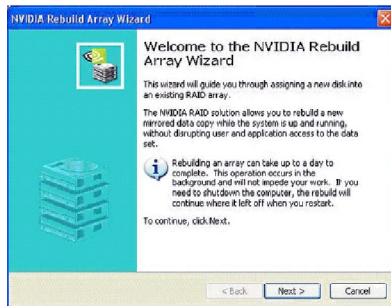 NVIDIA Rebuild Array Wizard
Welcome to the NVIDIA Rebuild
Array Wizard
This wizard will guide you through assigning a new disk into
an existing RAID array.
The NVIDIA RAID solution allows you to rebuild a new
mirrored data copy while the system is up and running,
without disrupting user and application access to the data
set.
Rebuilding an array can take up to a day to
complete. This operation occurs in the
background and will not impede your work. If you
need to shutdown the computer, the rebuild will
continue where it left off when you restart.
To continue, click Next.
< Back
Next >
Cancel